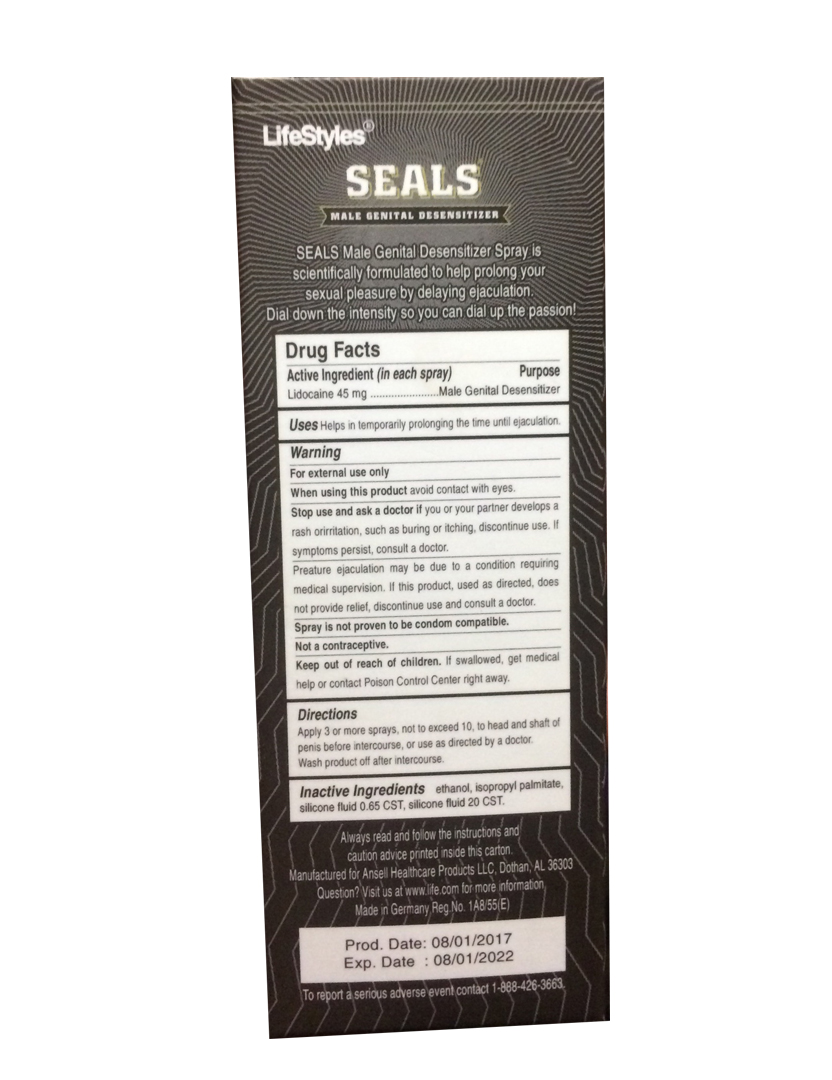 LifeStyles®
SEALS
MALE GENITAL DESENSITIZER
SEALS Male Genital Desensitizer Spray is
scientifically formulated to help prolong your
sexual pleasure by delaying ejaculation.
Dial down the intensity so you can dial up the passion!
Drug Facts
Active Ingredient (in each spray) Purpose
Lidocaine 45 mg ......................Male Genital Desensitizer
Uses Helps in temporarily prolonging the time until ejaculation.
Warning
For external use only
When using this product avoid contact with eyes.
Stop use and ask a doctor if you or your partner develops a
rash orirritation, such as buring or itching, discontinue use. If
symptoms persist, consult a doctor.
Preature ejaculation may be due to a condition requiring
medical supervision. If this product, used as directed, does
not provide relief, discontinue use and consult a doctor.
Spray is not proven to be condom compatible.
Not a contraceptive.
Keep out of reach of children. If swallowed, get medical
help or contact Poison Control Center right away.
Directions
Apply 3 or more sprays, not to exceed 10, to head and shaft of
penis before intercourse, or use as directed by a doctor.
Wash product off after intercourse.
Inactive Ingredients ethanol, isopropyl palmitate,
silicone fluid 0.65 CST, silicone fluid 20 CST.
Always read and follow the instructions and
caution advice printed inside this carton.
Manufactured for Ansell Healthcare Products LLC, Dothan, AL 36303
Question? Visit us at www.life.com for more information
Made in Germany Reg.No. 1A8/55(E)
Prod. Date: 08/01/2017
Exp. Date : 08/01/2022
To report a serious adverse event contact 1-888-426-3663.